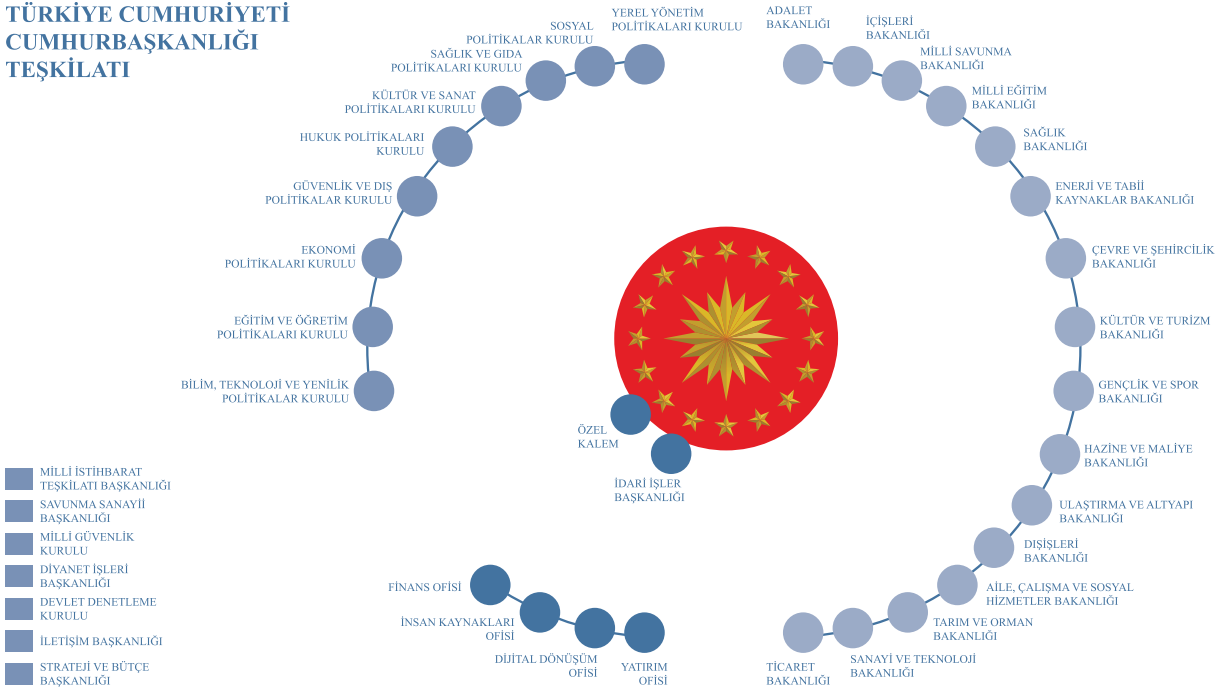 TÜRKİYE CUMHURİYETİ
CUMHURBAŞKANLIĞI
TEŞKİLATI
YEREL YÖNETİM
POLİTİKALARI KURULU
SOSYAL
POLİTİKALAR KURULU
SAĞLIK VE GIDA
POLİTİKALARI KURULU
KÜLTÜR VE SANAT
POLİTİKALARI KURULU
HUKUK POLİTİKALARI
KURULU
GÜVENLİK VE DIŞ
POLİTİKALAR KURULU
EKONOMİ
POLİTİKALARI KURULU
EĞİTİM VE ÖĞRETİM
POLİTİKALARI KURULU
BİLİM, TEKNOLOJİ VE YENİLİK
POLİTİKALAR KURULU
ADALET
BAKANLIĞI
İÇİŞLERİ
BAKANLIĞI
MİLLİ SAVUNMA
BAKANLIĞI
MİLLİ EĞİTİM
BAKANLIĞI
SAĞLIK
BAKANLIĞI
ENERJİ VE TABİİ
KAYNAKLAR BAKANLIĞI
ÇEVRE VE ŞEHİRCİLİK
BAKANLIĞI
KÜLTÜR VE TURİZM
BAKANLIĞI
GENÇLİK VE SPOR
BAKANLIĞI
HAZİNE VE MALİYE
BAKANLIĞI
ULAŞTIRMA VE ALTYAPI
BAKANLIĞI
DIŞİŞLERİ
BAKANLIĞI
AİLE, ÇALIŞMA VE SOSYAL
HİZMETLER BAKANLIĞI
TARIM VE ORMAN
BAKANLIĞI
SANAYİ VE TEKNOLOJİ
BAKANLIĞI
TİCARET
BAKANLIĞI
ÖZEL
KALEM
İDARİ İŞLER
BAŞKANLIĞI
FİNANS OFİSİ
İNSAN KAYNAKLARI
OFİSİ
DİJİTAL DÖNÜŞÜM
OFİSİ
YATIRIM
OFİSİ
MİLLİ İSTİHBARAT
TEŞKİLATI BAŞKANLIĞI
SAVUNMA SANAYİİ
BAŞKANLIĞI
MİLLİ GÜVENLİK
KURULU
DİYANET İŞLERİ
BAŞKANLIĞI
DEVLET DENETLEME
KURULU
İLETİŞİM BAŞKANLIĞI
STRATEJİ VE BÜTÇE
BAŞKANLIĞI